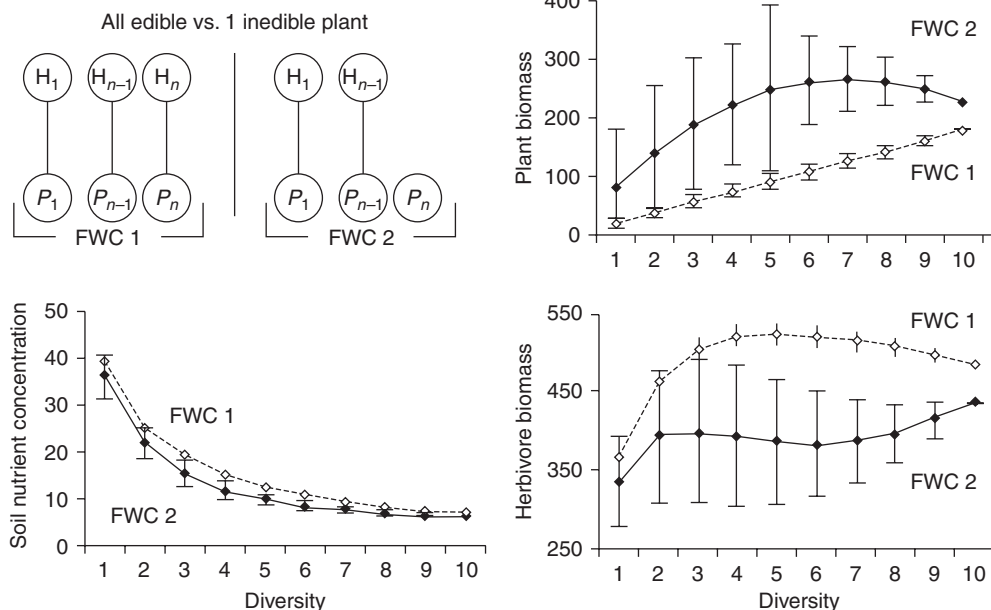 All edible vs. 1 inedible plant
H1 Hn–1 Hn H1 Hn–1
P1 Pn–1 Pn P1 Pn–1 Pn
FWC 1 FWC 2
Plant biomass
400
300
200
100
0
FWC 2
FWC 1
1 2 3 4 5 6 7 8 9 10
Soil nutrient concentration
50
40
30
20
10
0
FWC 1
FWC 2
1 2 3 4 5 6 7 8 9 10
Diversity
Herbivore biomass
550
450
350
250
FWC 1
FWC 2
1 2 3 4 5 6 7 8 9 10
Diversity